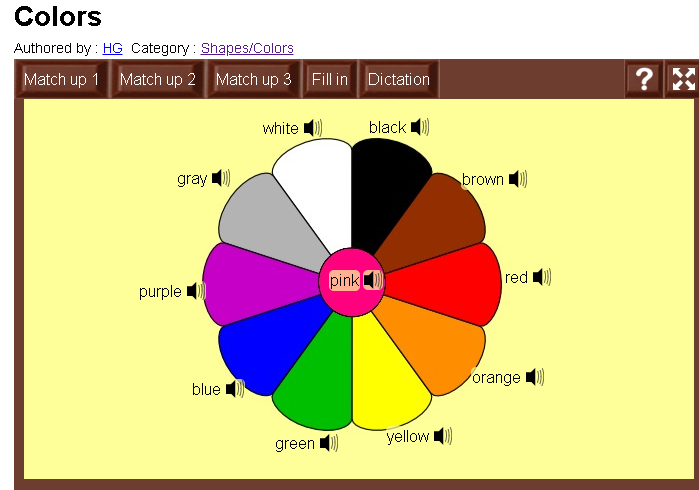 Colors
Authored by : HG Category : Shapes/Colors
Match up 1 Match up 2 Match up 3 Fill in Dictation ?
white black
gray brown
pink
purple red
blue orange
green yellow